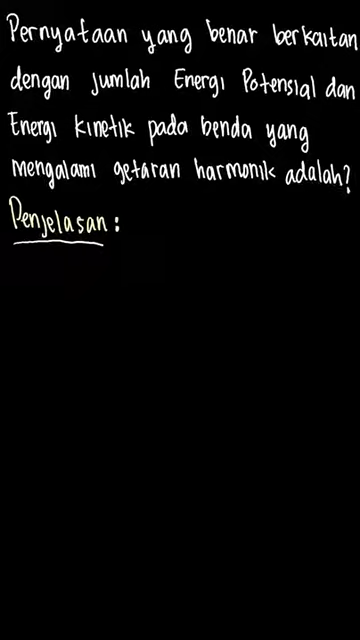 Pernyataan yang benar berkaitan
dengan jumlah Energi Potensial dan
Energi kinetik pada benda yang
mengalami getaran harmonik adalah?
Penjelasan :